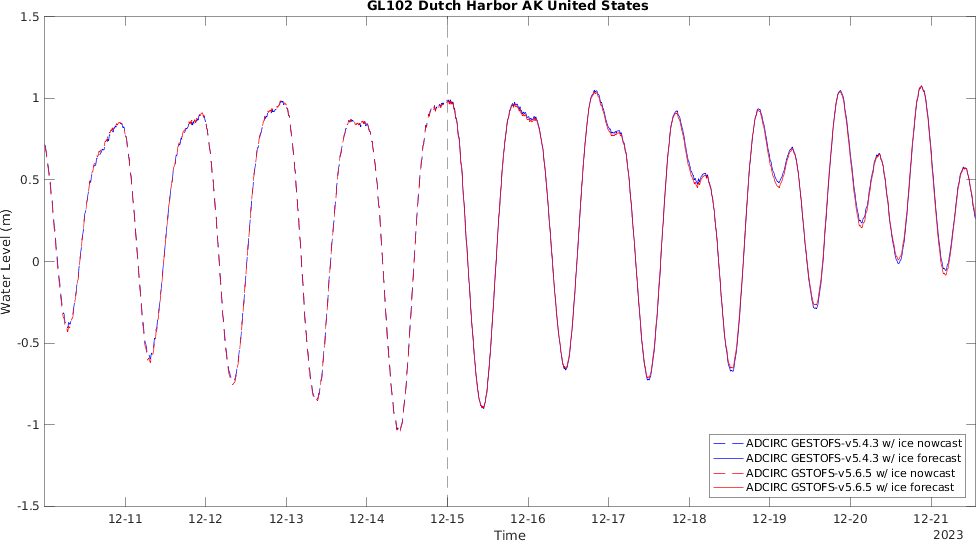 GL102 Dutch Harbor AK United States
1.5
1
0.5
0
-0.5
-1
-1.5
Water Level (m)
ADCIRC GESTOFS-v5.4.3 w/ ice nowcast
ADCIRC GESTOFS-v5.4.3 w/ ice forecast
ADCIRC GSTOFS-v5.6.5 w/ ice nowcast
ADCIRC GSTOFS-v5.6.5 w/ ice forecast
12-11 12-12 12-13 12-14 12-15 12-16 12-17 12-18 12-19 12-20 12-21
Time
2023